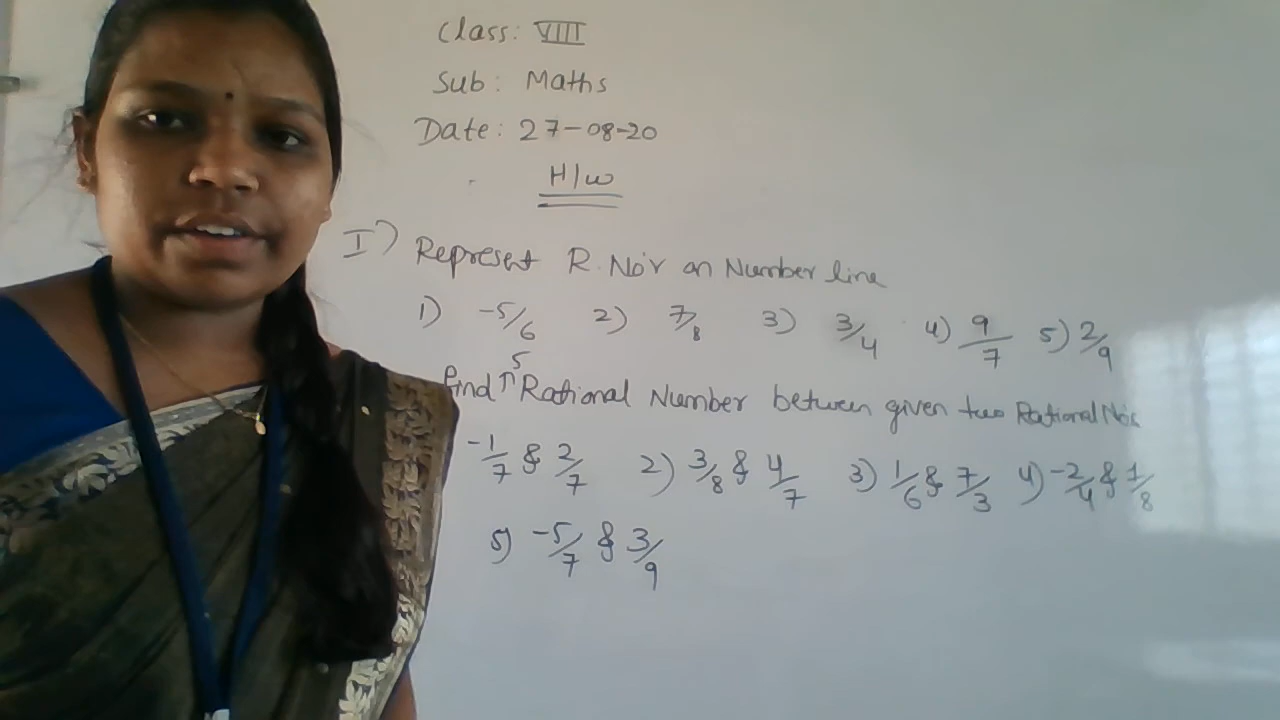 Class: VIII
Sub: Maths
Date: 27-08-20
H/w
I) Represent R. No's on Number line
1) -5/6 2) 7/8 3) 3/4 4) 9/7 5) 2/9
find 5 Rational Number between given two Rational No's
-1/7 & 2/7 2) 3/8 & 4/7 3) 1/6 & 7/3 4) -2/4 & 1/8
5) -5/7 & 3/9